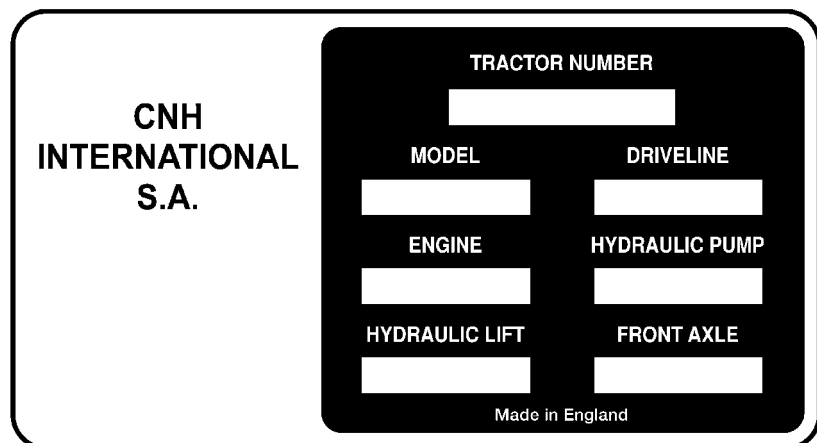 CNH
INTERNATIONAL
S.A.
TRACTOR NUMBER
MODEL
DRIVELINE
ENGINE
HYDRAULIC PUMP
HYDRAULIC LIFT
FRONT AXLE
Made in England